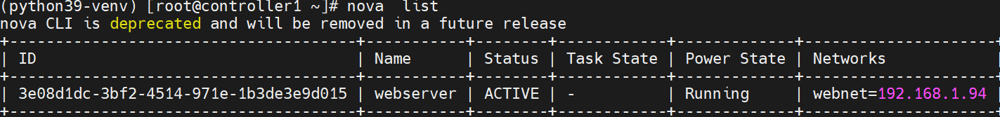 (python39-venv) [root@controller1 ~]# nova  list
nova CLI is deprecated and will be removed in a future release
+--------------------------------------+-----------+--------+------------+-------------+---------------------+
| ID                                   | Name      | Status | Task State | Power State | Networks            |
+--------------------------------------+-----------+--------+------------+-------------+---------------------+
| 3e08d1dc-3bf2-4514-971e-1b3de3e9d015 | webserver | ACTIVE | -          | Running     | webnet=192.168.1.94 |
+--------------------------------------+-----------+--------+------------+-------------+---------------------+